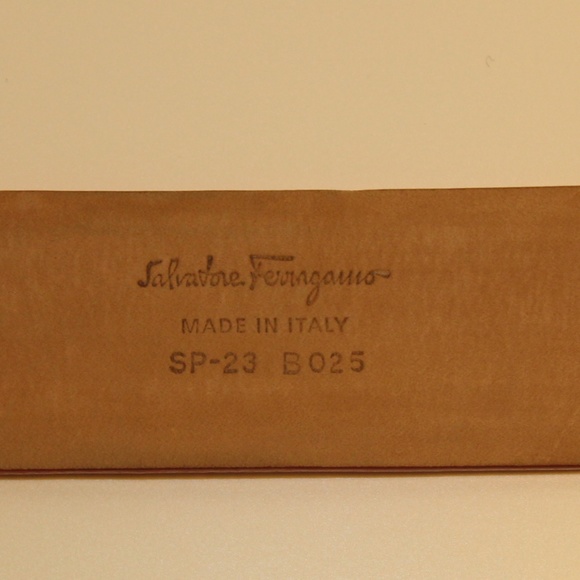 Salvatore Ferragamo
MADE IN ITALY
SP-23 B025